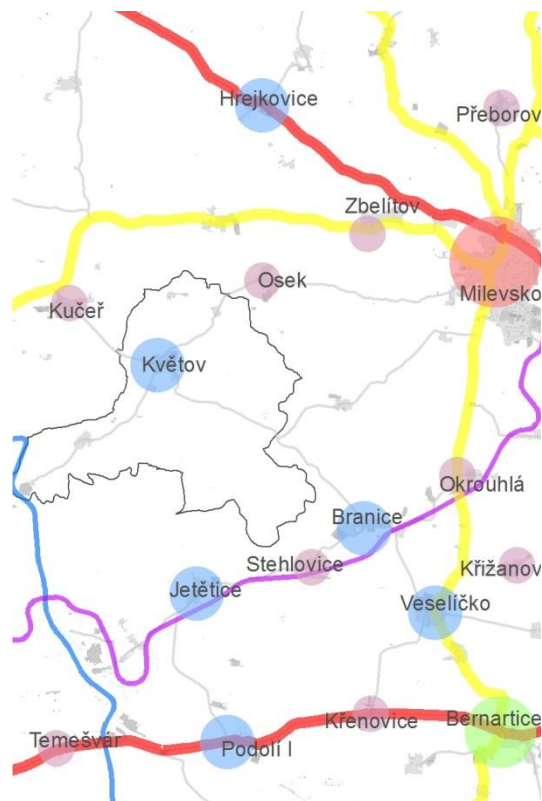 Hrejkovice
Přeborov
Zbelítov
Osek
Milevsko
Kučeř
Květov
Okrouhlá
Branice
Stehlovice
Křižanov
Jetětice
Veselíčko
Křenovice
Bernartice
Temešvár
Podolí I